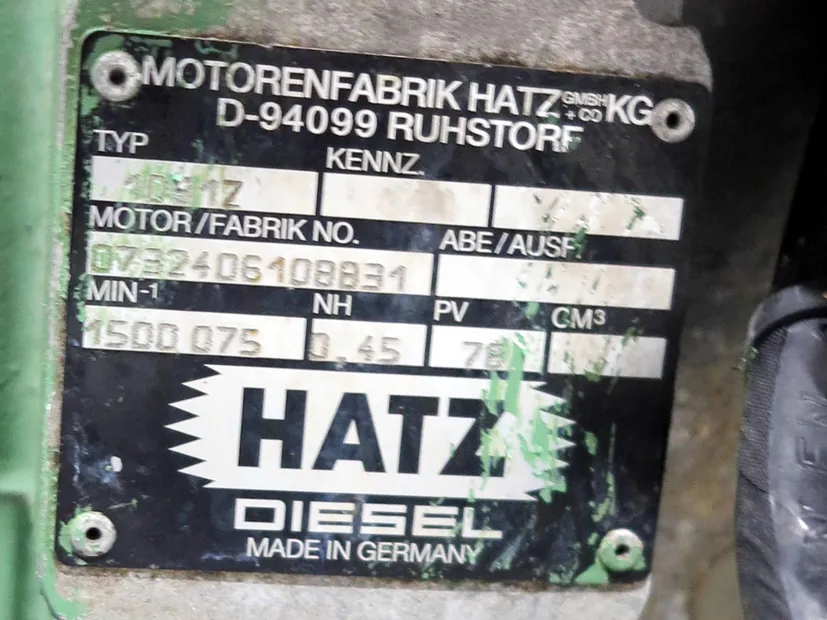 MOTORENFABRIK HATZ GMBH + CO KG
D-94099 RUHSTORF
TYP
KENNZ.
MOTOR/FABRIK NO.
ABE/AUSF.
0732406108831
MIN-1
NH
PV
CM3
1500 075
0.45
HATZ
DIESEL
MADE IN GERMANY